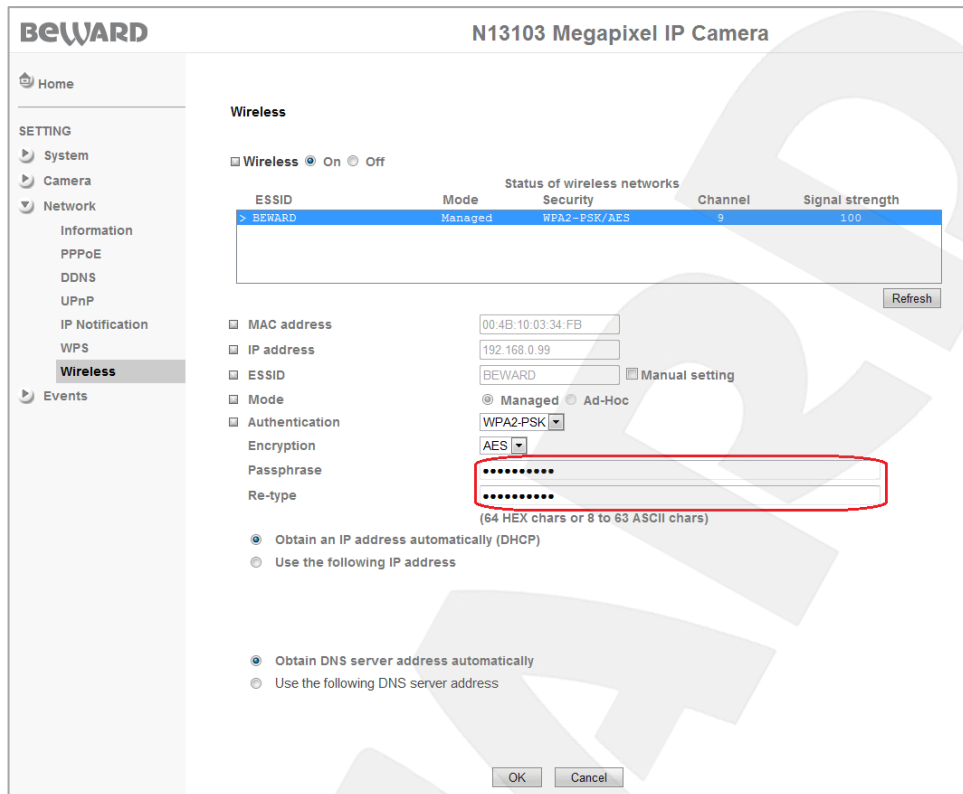 BEWARD
N13103 Megapixel IP Camera
Home
SETTING
System
Camera
Network
Information
PPPoE
DDNS
UPnP
IP Notification
WPS
Wireless
Events
Wireless
Wireless On Off
Status of wireless networks
ESSID Mode Security Channel Signal strength
> BEWARD Managed WPA2-PSK/AES 9 100
Refresh
MAC address 00:4B:10:03:34:FB
IP address 192.168.0.99
ESSID BEWARD Manual setting
Mode Managed Ad-Hoc
Authentication WPA2-PSK
Encryption AES
Passphrase ••••••••••
Re-type ••••••••••
(64 HEX chars or 8 to 63 ASCII chars)
Obtain an IP address automatically (DHCP)
Use the following IP address
Obtain DNS server address automatically
Use the following DNS server address
OK Cancel